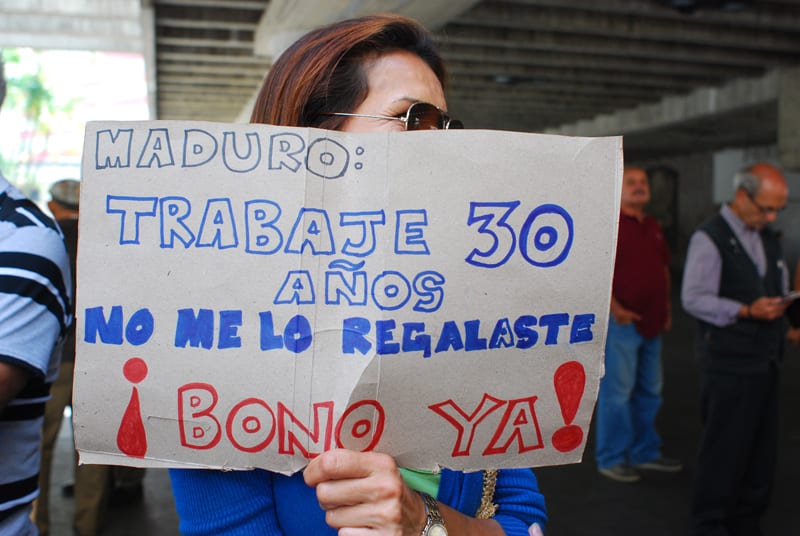 MADURO:
TRABAJE 30
AÑOS
NO ME LO REGALASTE
¡BONO YA!